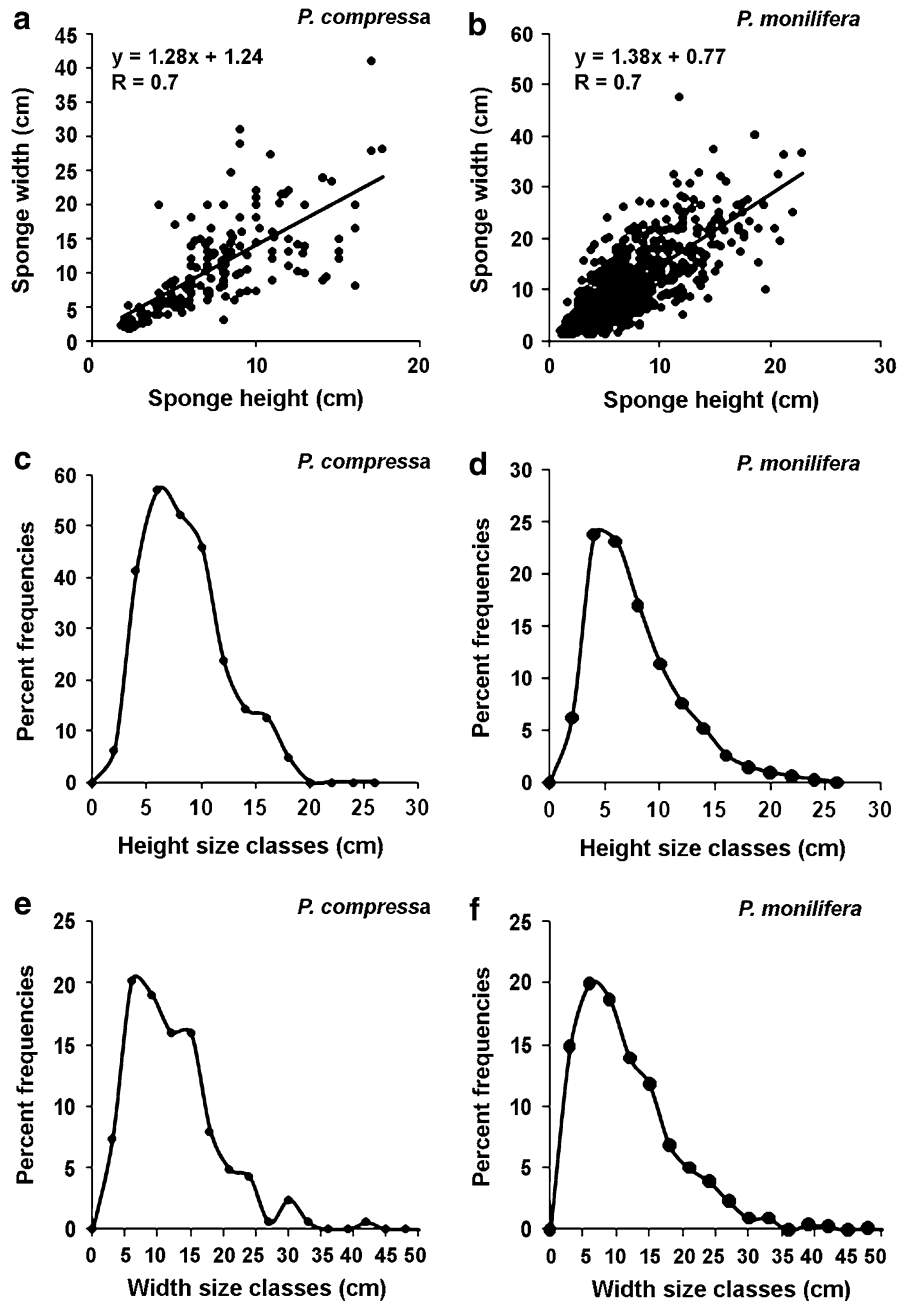 a P. compressa
y = 1.28x + 1.24
R = 0.7
Sponge width (cm)
45
40
35
30
25
20
15
10
5
0
0 10 20
Sponge height (cm)
b P. monilifera
y = 1.38x + 0.77
R = 0.7
Sponge width (cm)
60
50
40
30
20
10
0
0 10 20 30
Sponge height (cm)
c P. compressa
Percent frequencies
60
50
40
30
20
10
0
0 5 10 15 20 25 30
Height size classes (cm)
d P. monilifera
Percent frequencies
30
25
20
15
10
5
0
0 5 10 15 20 25 30
Height size classes (cm)
e P. compressa
Percent frequencies
25
20
15
10
5
0
0 5 10 15 20 25 30 35 40 45 50
Width size classes (cm)
f P. monilifera
Percent frequencies
25
20
15
10
5
0
0 5 10 15 20 25 30 35 40 45 50
Width size classes (cm)